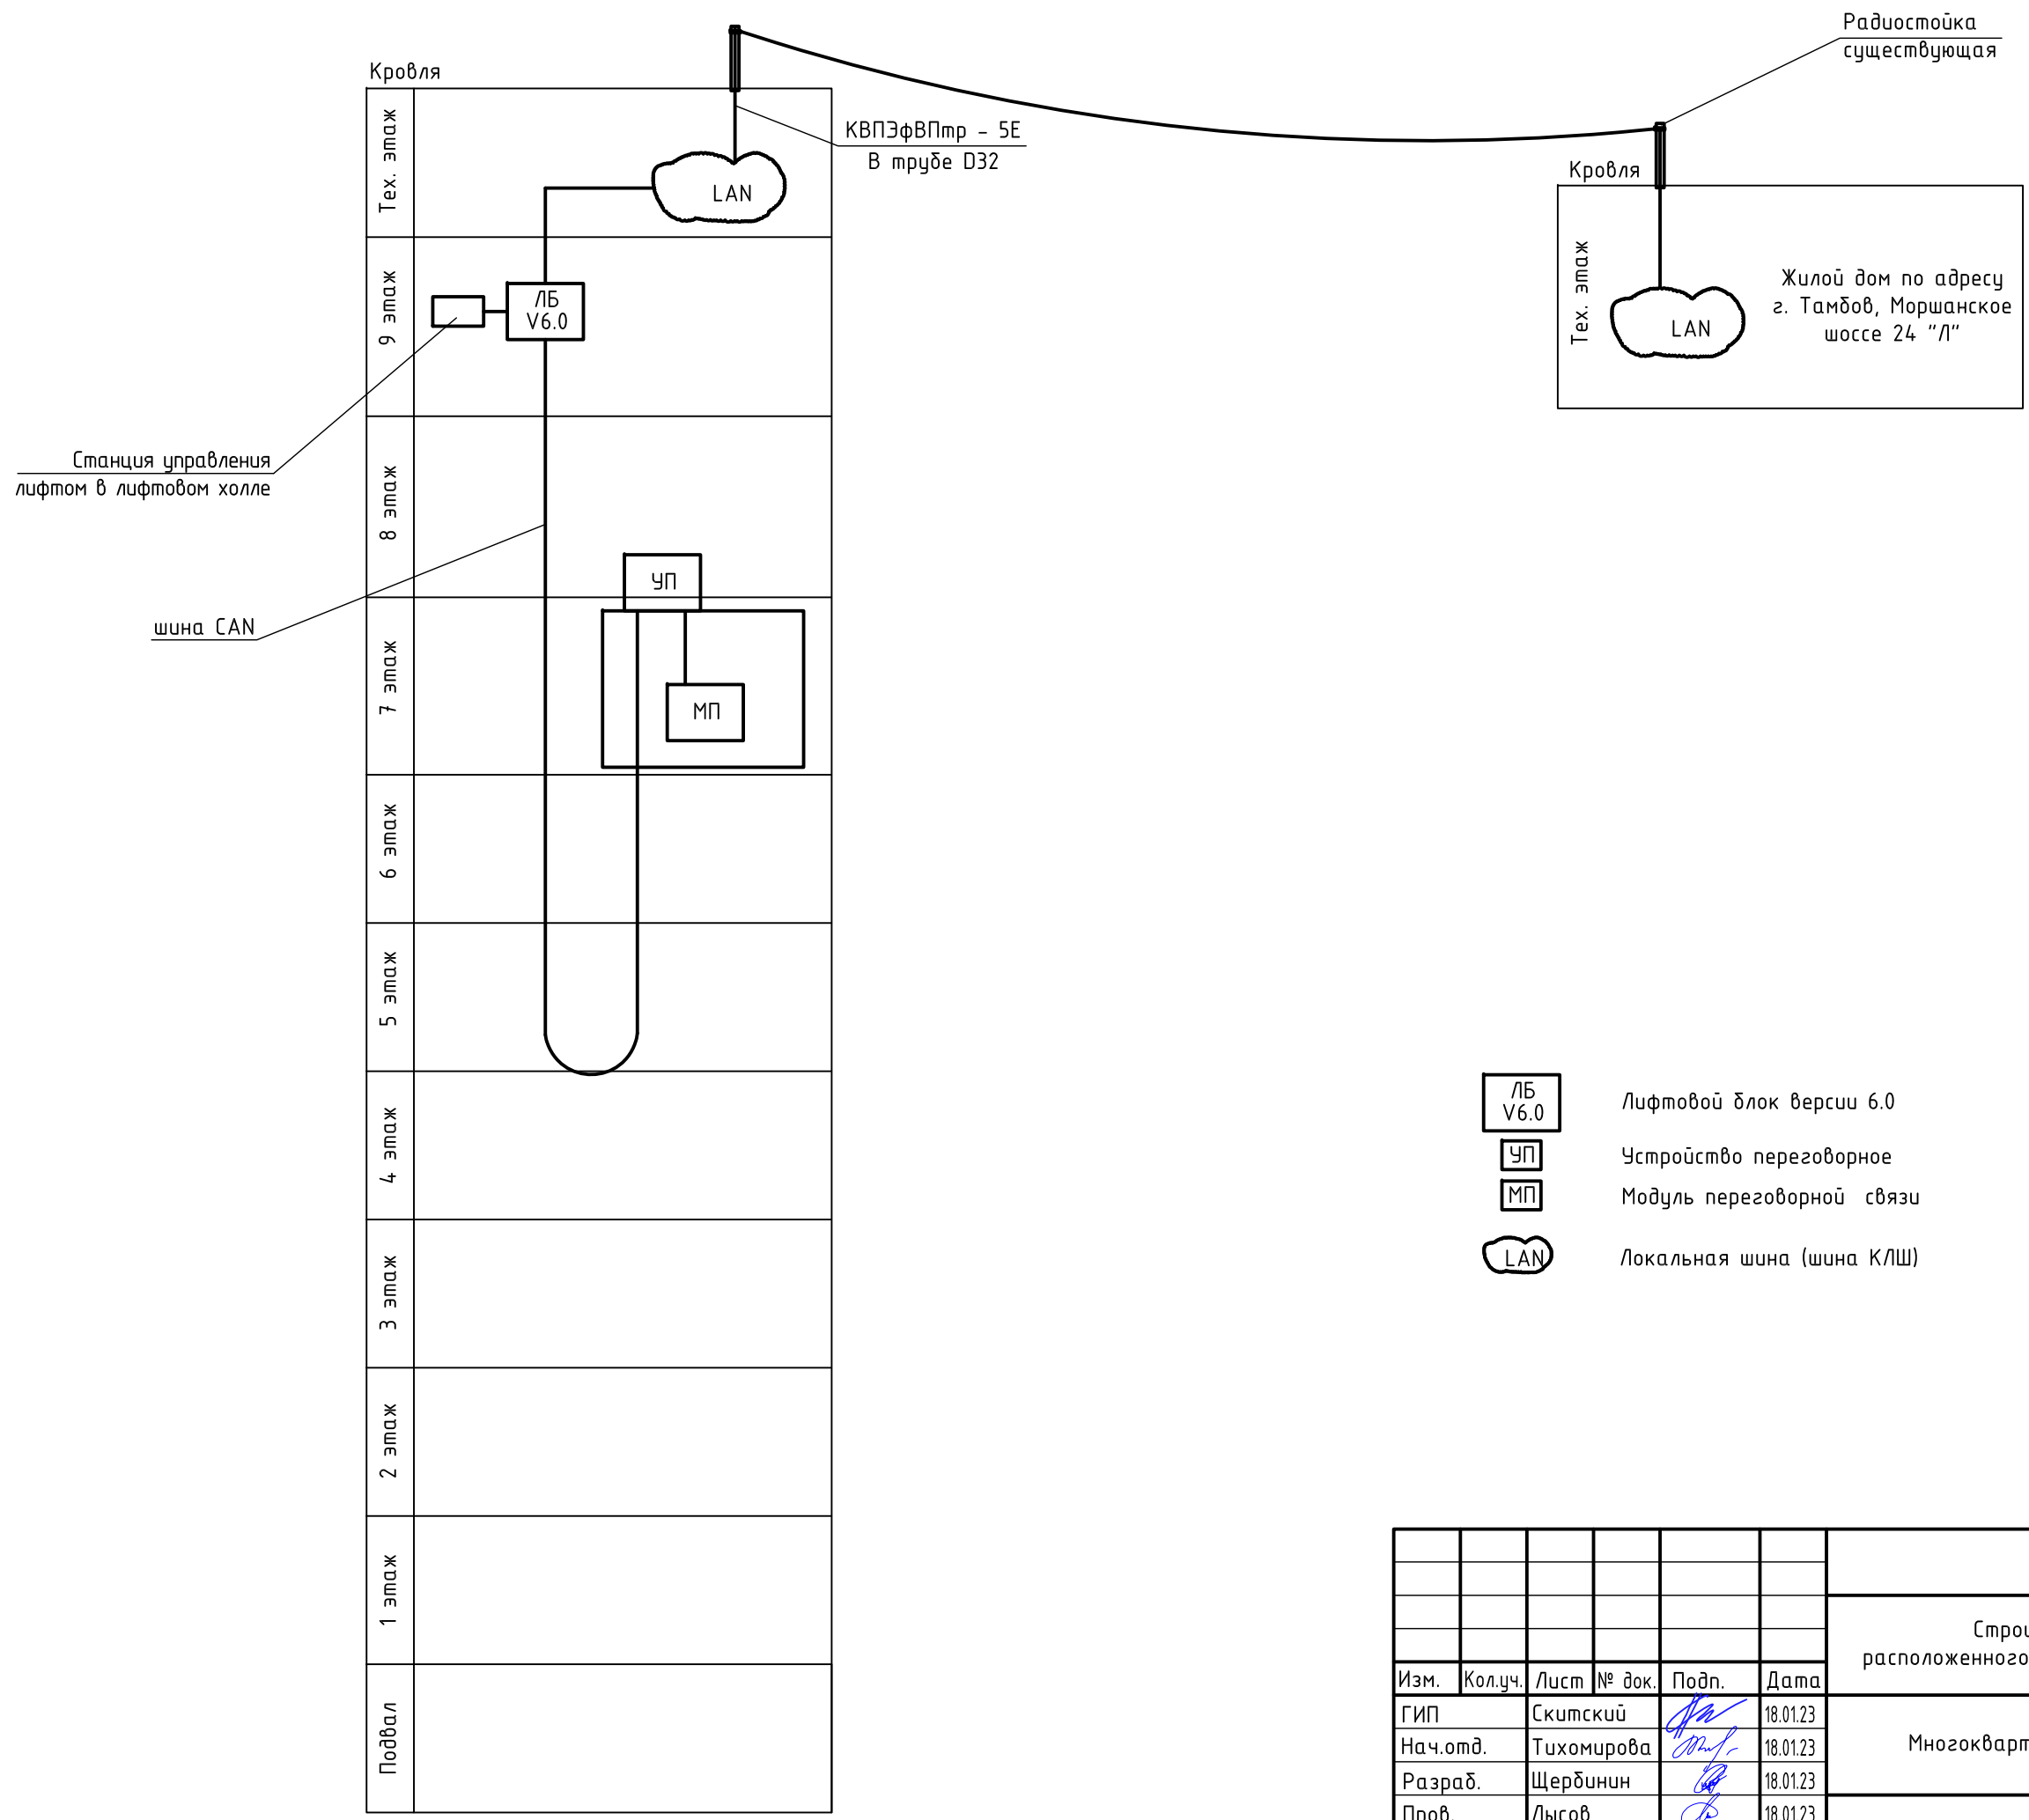 Радиостойка
существующая
Кровля
КВПЭфВПтр - 5Е
В трубе D32
LAN
Тех. этаж
Кровля
Тех. этаж
LAN
Жилой дом по адресу
г. Тамбов, Моршанское
шоссе 24 "Л"
9 этаж
ЛБ
V6.0
Станция управления
лифтом в лифтовом холле
8 этаж
УП
шина CAN
7 этаж
МП
6 этаж
5 этаж
4 этаж
3 этаж
2 этаж
1 этаж
Подвал
ЛБ
V6.0
Лифтовой блок версии 6.0
УП
Устройство переговорное
МП
Модуль переговорной связи
LAN
Локальная шина (шина КЛШ)
Строи
расположенного
Изм. Кол.уч. Лист № док. Подп. Дата
ГИП Скитский 18.01.23
Нач.отд. Тихомирова 18.01.23
Многокварт
Разраб. Щербинин 18.01.23
Пров. Лысов 18.01.23